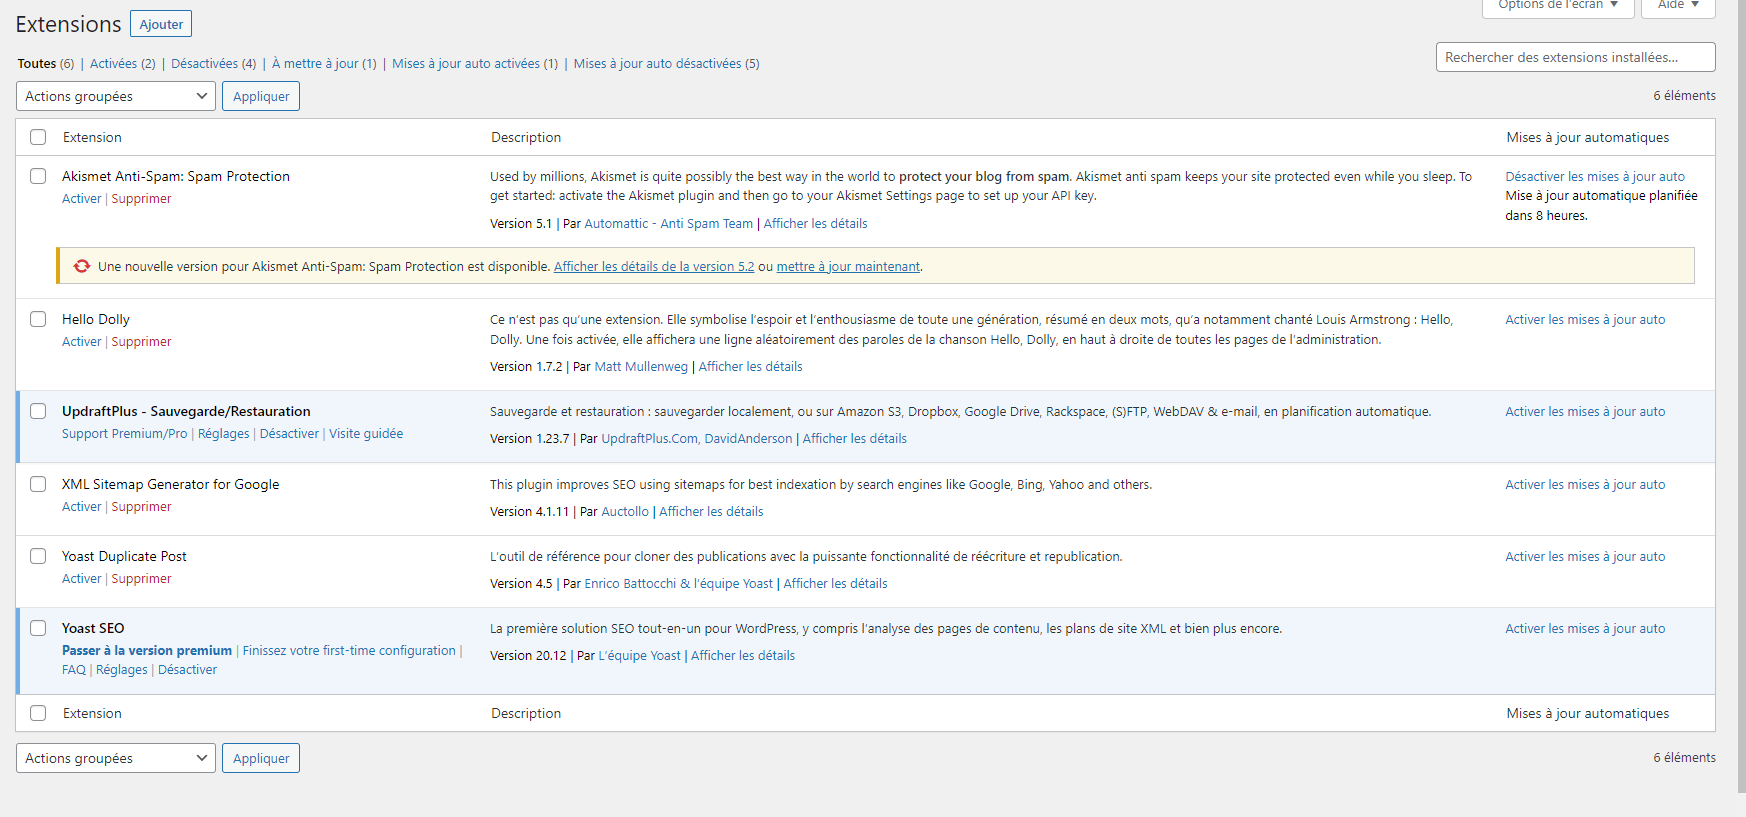 Options de l'écran ▼ Aide ▼
Extensions Ajouter
Toutes (6) | Activées (2) | Désactivées (4) | À mettre à jour (1) | Mises à jour auto activées (1) | Mises à jour auto désactivées (5)
Rechercher des extensions installées...
Actions groupées Appliquer
6 éléments
Extension Description Mises à jour automatiques
Akismet Anti-Spam: Spam Protection
Activer | Supprimer
Used by millions, Akismet is quite possibly the best way in the world to protect your blog from spam. Akismet anti spam keeps your site protected even while you sleep. To
get started: activate the Akismet plugin and then go to your Akismet Settings page to set up your API key.
Version 5.1 | Par Automattic - Anti Spam Team | Afficher les détails
Désactiver les mises à jour auto
Mise à jour automatique planifiée
dans 8 heures.
Une nouvelle version pour Akismet Anti-Spam: Spam Protection est disponible. Afficher les détails de la version 5.2 ou mettre à jour maintenant.
Hello Dolly
Activer | Supprimer
Ce n'est pas qu'une extension. Elle symbolise l'espoir et l'enthousiasme de toute une génération, résumé en deux mots, qu'a notamment chanté Louis Armstrong : Hello,
Dolly. Une fois activée, elle affichera une ligne aléatoirement des paroles de la chanson Hello, Dolly, en haut à droite de toutes les pages de l'administration.
Version 1.7.2 | Par Matt Mullenweg | Afficher les détails
Activer les mises à jour auto
UpdraftPlus - Sauvegarde/Restauration
Support Premium/Pro | Réglages | Désactiver | Visite guidée
Sauvegarde et restauration : sauvegarder localement, ou sur Amazon S3, Dropbox, Google Drive, Rackspace, (S)FTP, WebDAV & e-mail, en planification automatique.
Version 1.23.7 | Par UpdraftPlus.Com, DavidAnderson | Afficher les détails
Activer les mises à jour auto
XML Sitemap Generator for Google
Activer | Supprimer
This plugin improves SEO using sitemaps for best indexation by search engines like Google, Bing, Yahoo and others.
Version 4.1.11 | Par Auctollo | Afficher les détails
Activer les mises à jour auto
Yoast Duplicate Post
Activer | Supprimer
L'outil de référence pour cloner des publications avec la puissante fonctionnalité de réécriture et republication.
Version 4.5 | Par Enrico Battocchi & l'équipe Yoast | Afficher les détails
Activer les mises à jour auto
Yoast SEO
Passer à la version premium | Finissez votre first-time configuration |
FAQ | Réglages | Désactiver
La première solution SEO tout-en-un pour WordPress, y compris l'analyse des pages de contenu, les plans de site XML et bien plus encore.
Version 20.12 | Par L'équipe Yoast | Afficher les détails
Activer les mises à jour auto
Extension Description Mises à jour automatiques
Actions groupées Appliquer
6 éléments